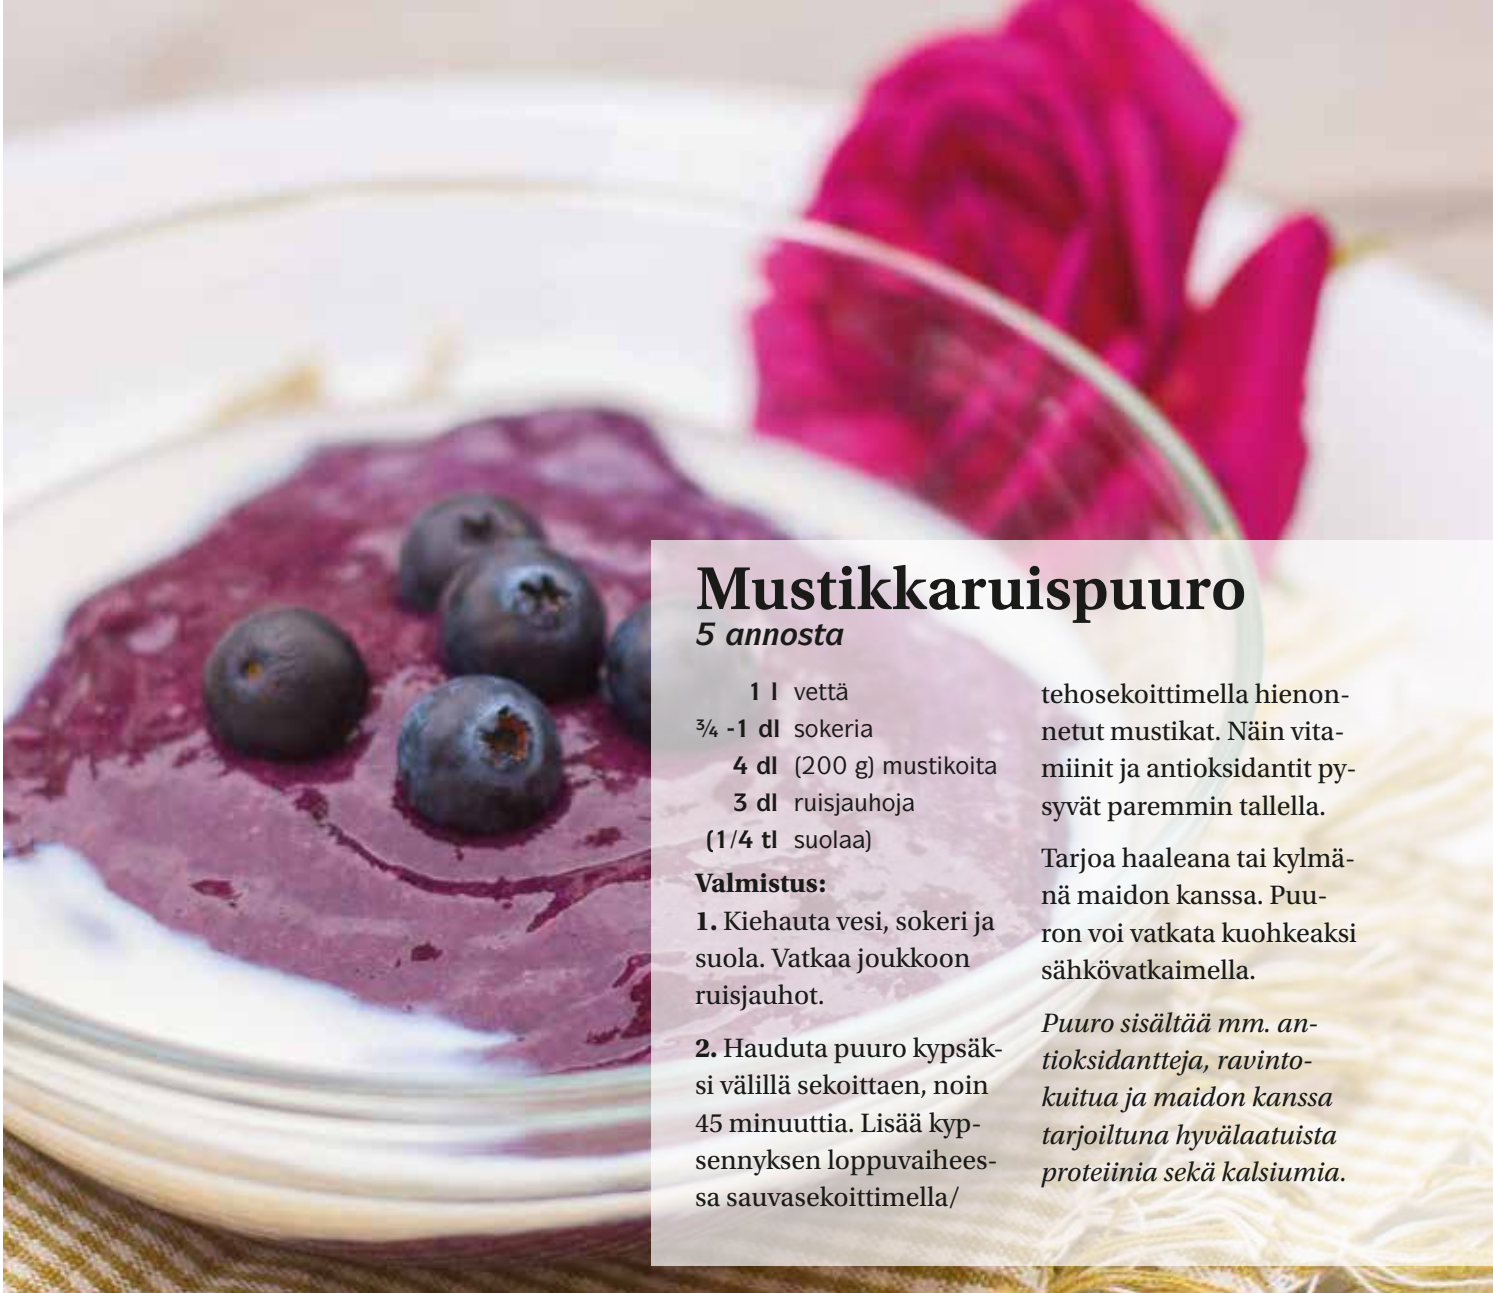 Mustikkaruispuuro
5 annosta
1 l vettä
¾ -1 dl sokeria
4 dl (200 g) mustikoita
3 dl ruisjauhoja
(1/4 tl suolaa)
Valmistus:
1. Kiehauta vesi, sokeri ja
suola. Vatkaa joukkoon
ruisjauhot.
2. Hauduta puuro kypsäk-
si välillä sekoittaen, noin
45 minuuttia. Lisää kyp-
sennyksen loppuvaihees-
sa sauvasekoittimella/
tehosekoittimella hienon-
netut mustikat. Näin vita-
miinit ja antioksidantit py-
syvät paremmin tallella.
Tarjoa haaleana tai kylmä-
nä maidon kanssa. Puu-
ron voi vatkata kuohkeaksi
sähkövatkaimella.
Puuro sisältää mm. an-
tioksidantteja, ravinto-
kuitua ja maidon kanssa
tarjoiltuna hyvälaatuista
proteiinia sekä kalsiumia.